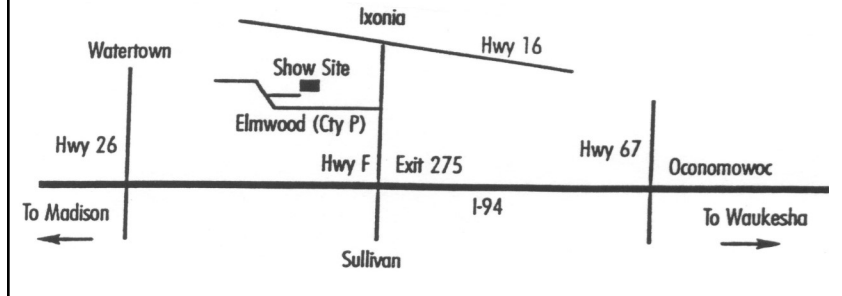 Ixonia
Hwy 16
Watertown
Show Site
Elmwood (Cty P)
Hwy 26
Hwy F
Exit 275
Hwy 67
Oconomowoc
To Madison
I-94
To Waukesha
Sullivan